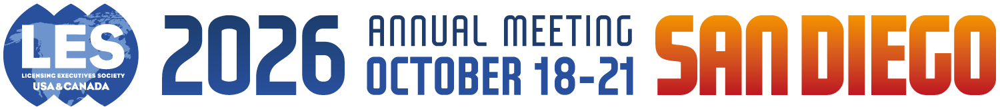 LES
LICENSING EXECUTIVES SOCIETY
USA & CANADA
2026
ANNUAL MEETING
OCTOBER 18-21
SAN DIEGO